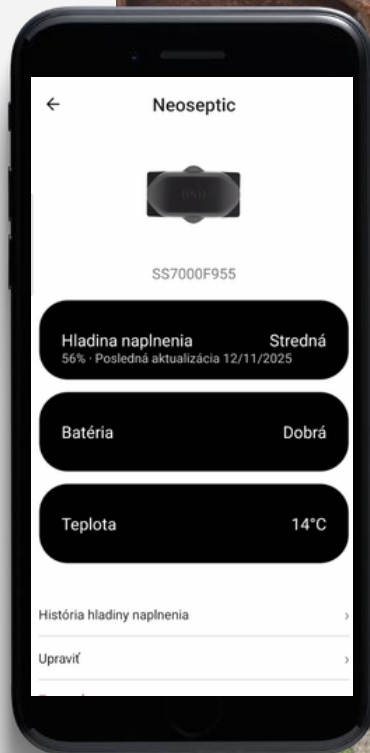 Neoseptic
SS7000F955
Hladina naplnenia Stredná
56% · Posledná aktualizácia 12/11/2025
Batéria Dobrá
Teplota 14°C
História hladiny naplnenia
Upraviť